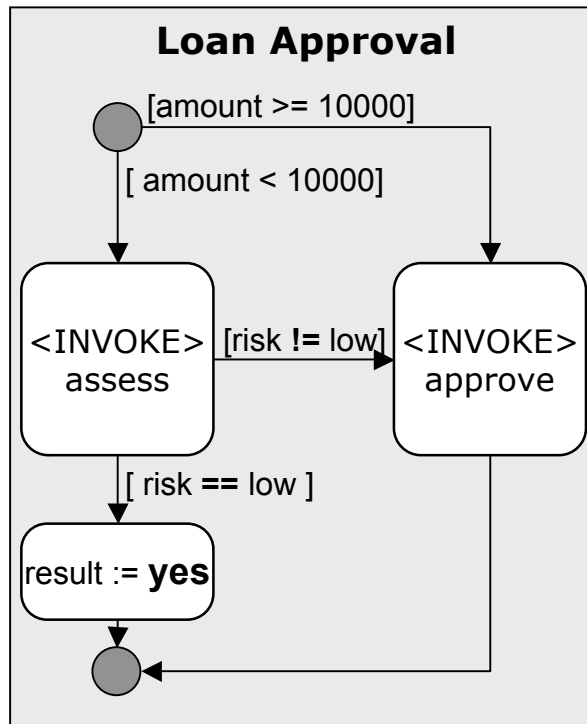 Loan Approval
[amount >= 10000]
[ amount < 10000]
<INVOKE>
assess
[risk != low]
<INVOKE>
approve
[ risk == low ]
result := yes